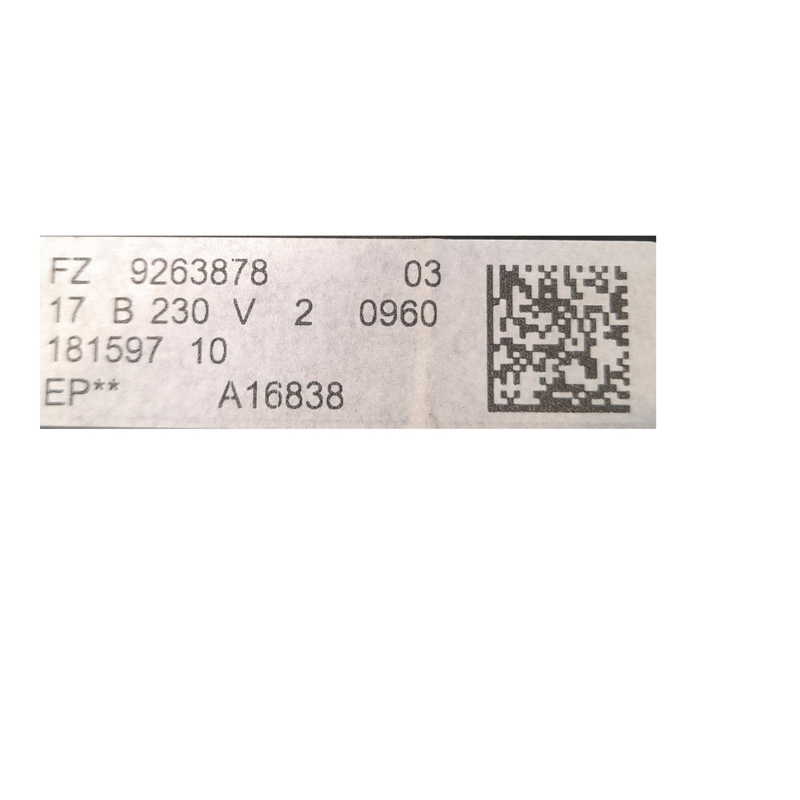 FZ 9263878 03
17 B 230 V 2 0960
181597 10
EP** A16838